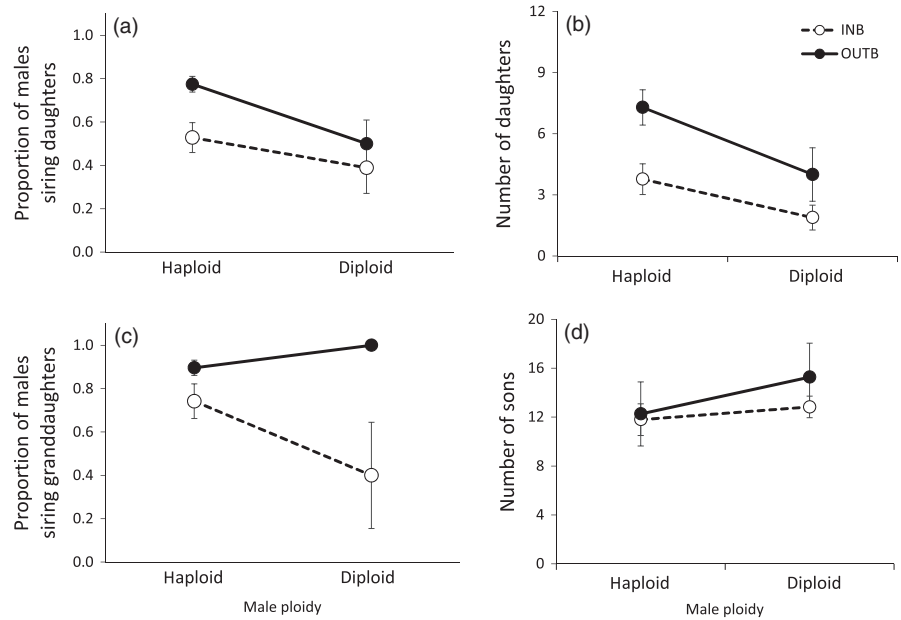 (a)
Proportion of males
siring daughters
1.0
0.8
0.6
0.4
0.2
0.0
Haploid
Diploid
(b)
INB
OUTB
Number of daughters
12
9
6
3
0
Haploid
Diploid
(c)
Proportion of males
siring granddaughters
1.0
0.8
0.6
0.4
0.2
0.0
Haploid
Diploid
Male ploidy
(d)
Number of sons
20
16
12
8
4
0
Haploid
Diploid
Male ploidy